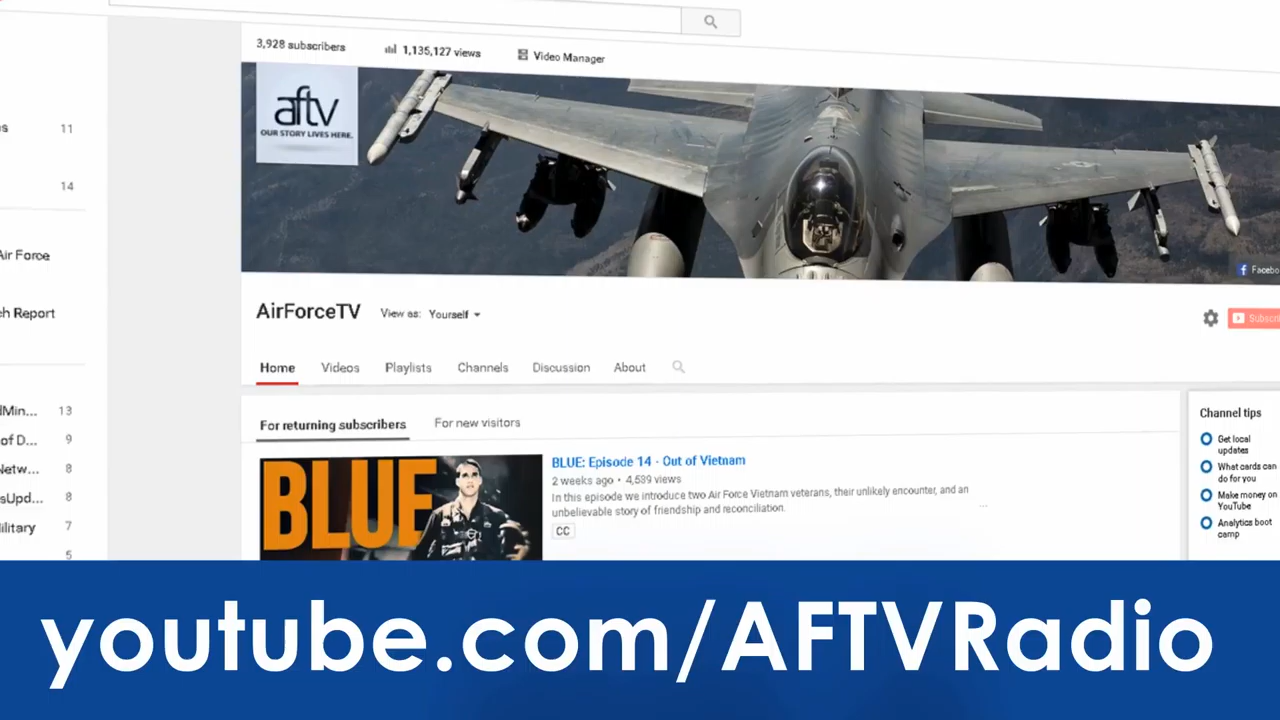 3,928 subscribers
1,135,127 views
Video Manager
aftv
OUR STORY LIVES HERE.
11
14
Air Force
Report
13
of D...
9
8
8
7
5
AirForceTV
View as: Yourself
Home
Videos
Playlists
Channels
Discussion
About
For returning subscribers
For new visitors
BLUE
BLUE: Episode 14 - Out of Vietnam
2 weeks ago • 4,589 views
In this episode we introduce two Air Force Vietnam veterans, their unlikely encounter, and an
unbelievable story of friendship and reconciliation.
...
CC
Channel tips
Get local
updates
What cards can
do for you
Make money on
YouTube
Analytics boot
camp
youtube.com/AFTVRadio